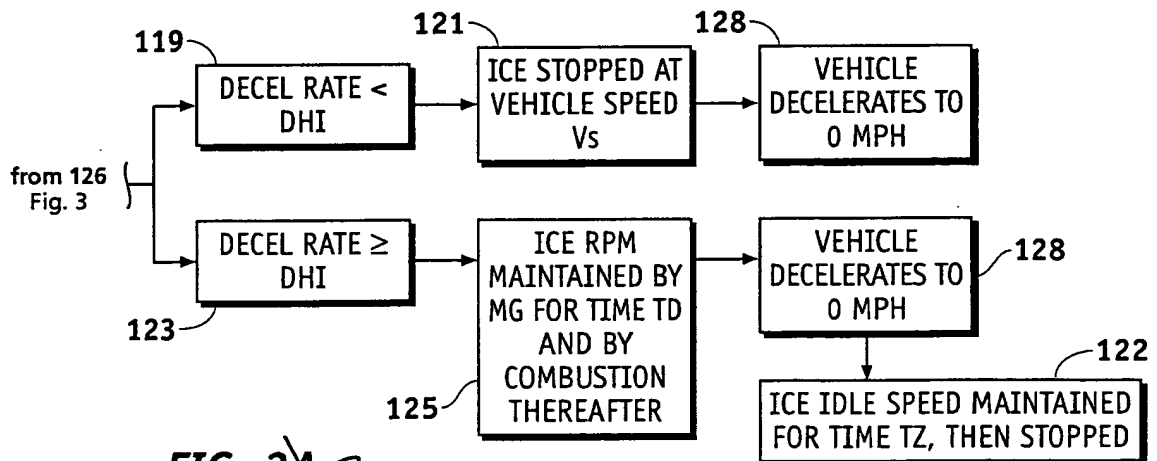 119
DECEL RATE <
DHI
121
ICE STOPPED AT
VEHICLE SPEED
Vs
128
VEHICLE
DECELERATES TO
0 MPH
from 126
Fig. 3
DECEL RATE ≥
DHI
123
ICE RPM
MAINTAINED BY
MG FOR TIME TD
AND BY
COMBUSTION
THEREAFTER
125
VEHICLE
DECELERATES TO
0 MPH
128
122
ICE IDLE SPEED MAINTAINED
FOR TIME TZ, THEN STOPPED